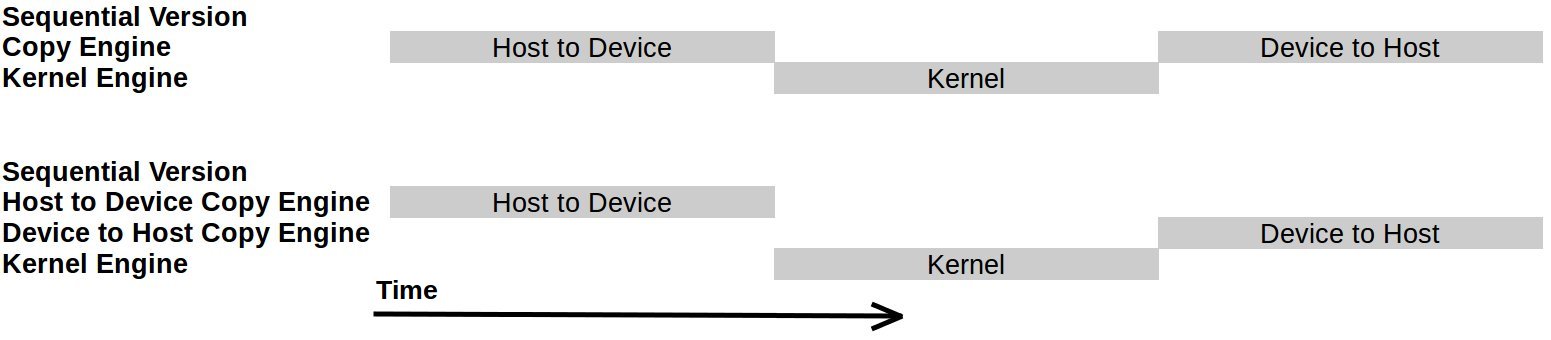 Sequential Version
Copy Engine Host to Device Device to Host
Kernel Engine Kernel
Sequential Version
Host to Device Copy Engine Host to Device
Device to Host Copy Engine Device to Host
Kernel Engine Kernel
Time